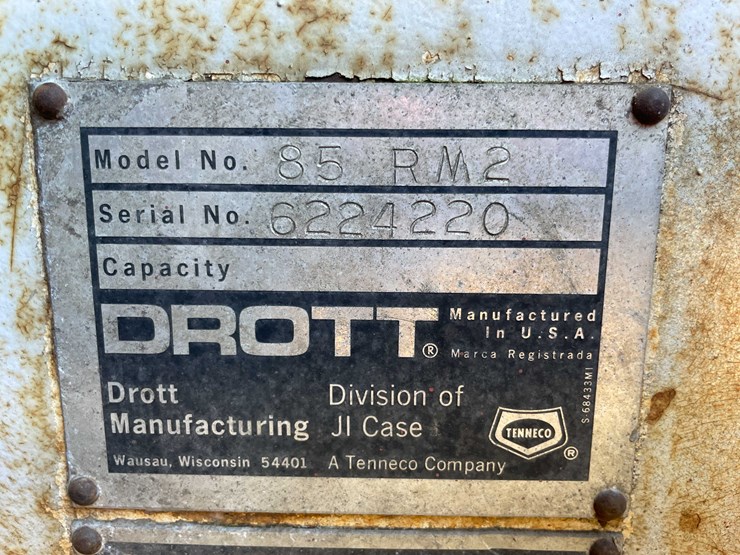 Model No. 85 RM2
Serial No. 6224220
Capacity
DROTT ®
Manufactured
In U.S.A.
Marca Registrada
Drott
Manufacturing
Wausau, Wisconsin 54401
Division of
JI Case
A Tenneco Company
TENNECO ®
S-68433M1